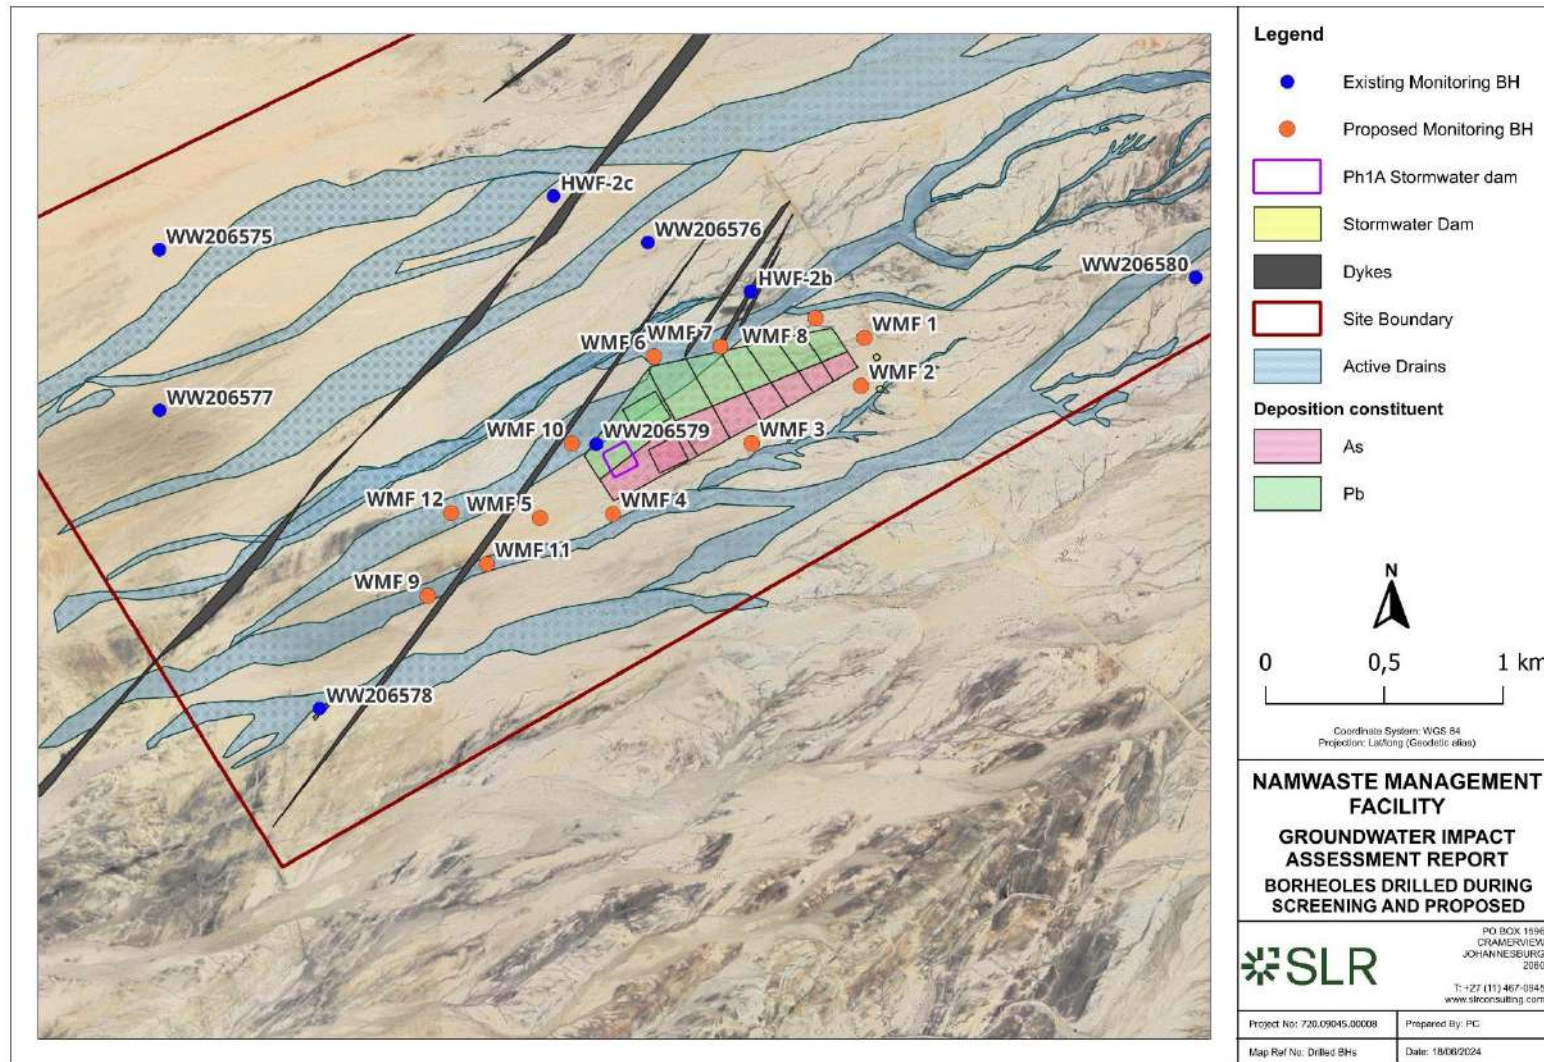 HWF-2c
WW206575
WW206576
WW206580
HWF-2b
WMF 1
WMF 7
WMF 8
WMF 6
WMF 2
WW206577
WMF 10
WW206579
WMF 3
WMF 12
WMF 5
WMF 4
WMF 11
WMF 9
WW206578
Legend
Existing Monitoring BH
Proposed Monitoring BH
Ph1A Stormwater dam
Stormwater Dam
Dykes
Site Boundary
Active Drains
Deposition constituent
As
Pb
N
0 0,5 1 km
Coordinate System: WGS 84
Projection: Lat/long (Geodetic alias)
NAMWASTE MANAGEMENT
FACILITY
GROUNDWATER IMPACT
ASSESSMENT REPORT
BORHEOLES DRILLED DURING
SCREENING AND PROPOSED
SLR
PO BOX 1596
CRAMERVIEW
JOHANNESBURG
2060
T: +27 (11) 467-0945
www.slrconsulting.com
Project No: 720.09045.00008
Prepared By: PC
Map Ref No: Drilled BHs
Date: 18/06/2024